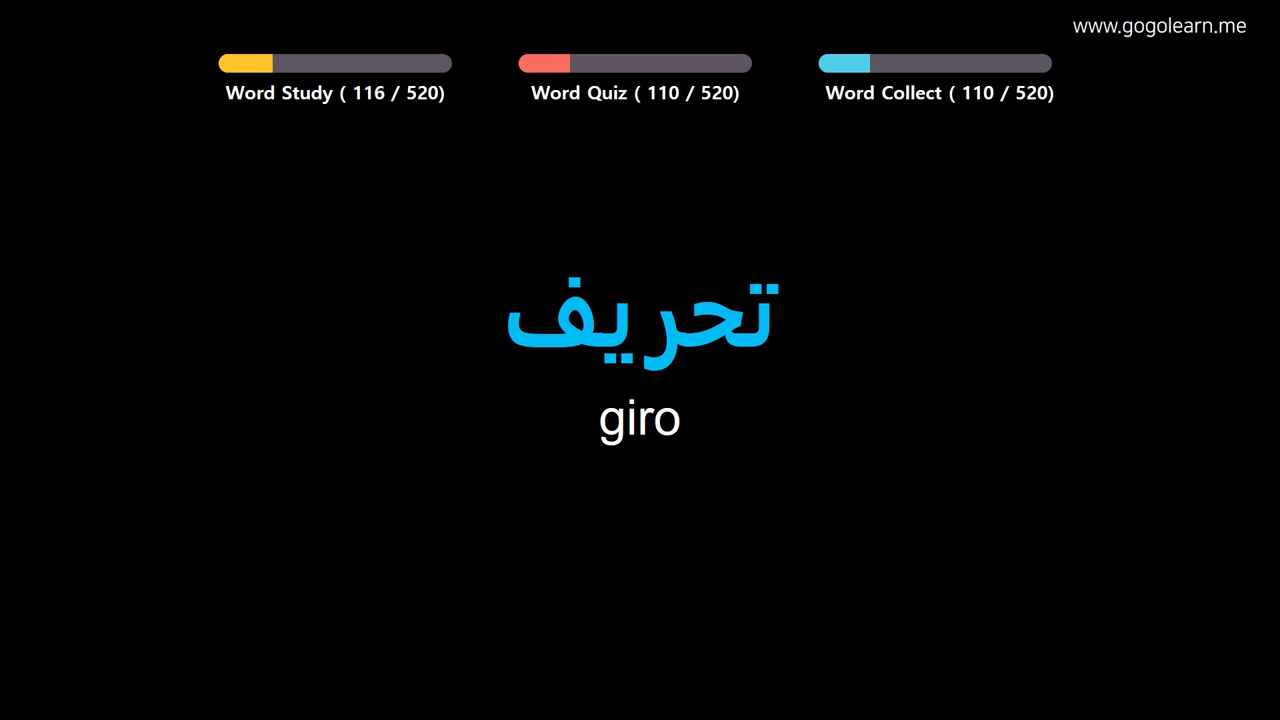 www.gogolearn.me
Word Study ( 116 / 520)
Word Quiz ( 110 / 520)
Word Collect ( 110 / 520)
تحريف
giro